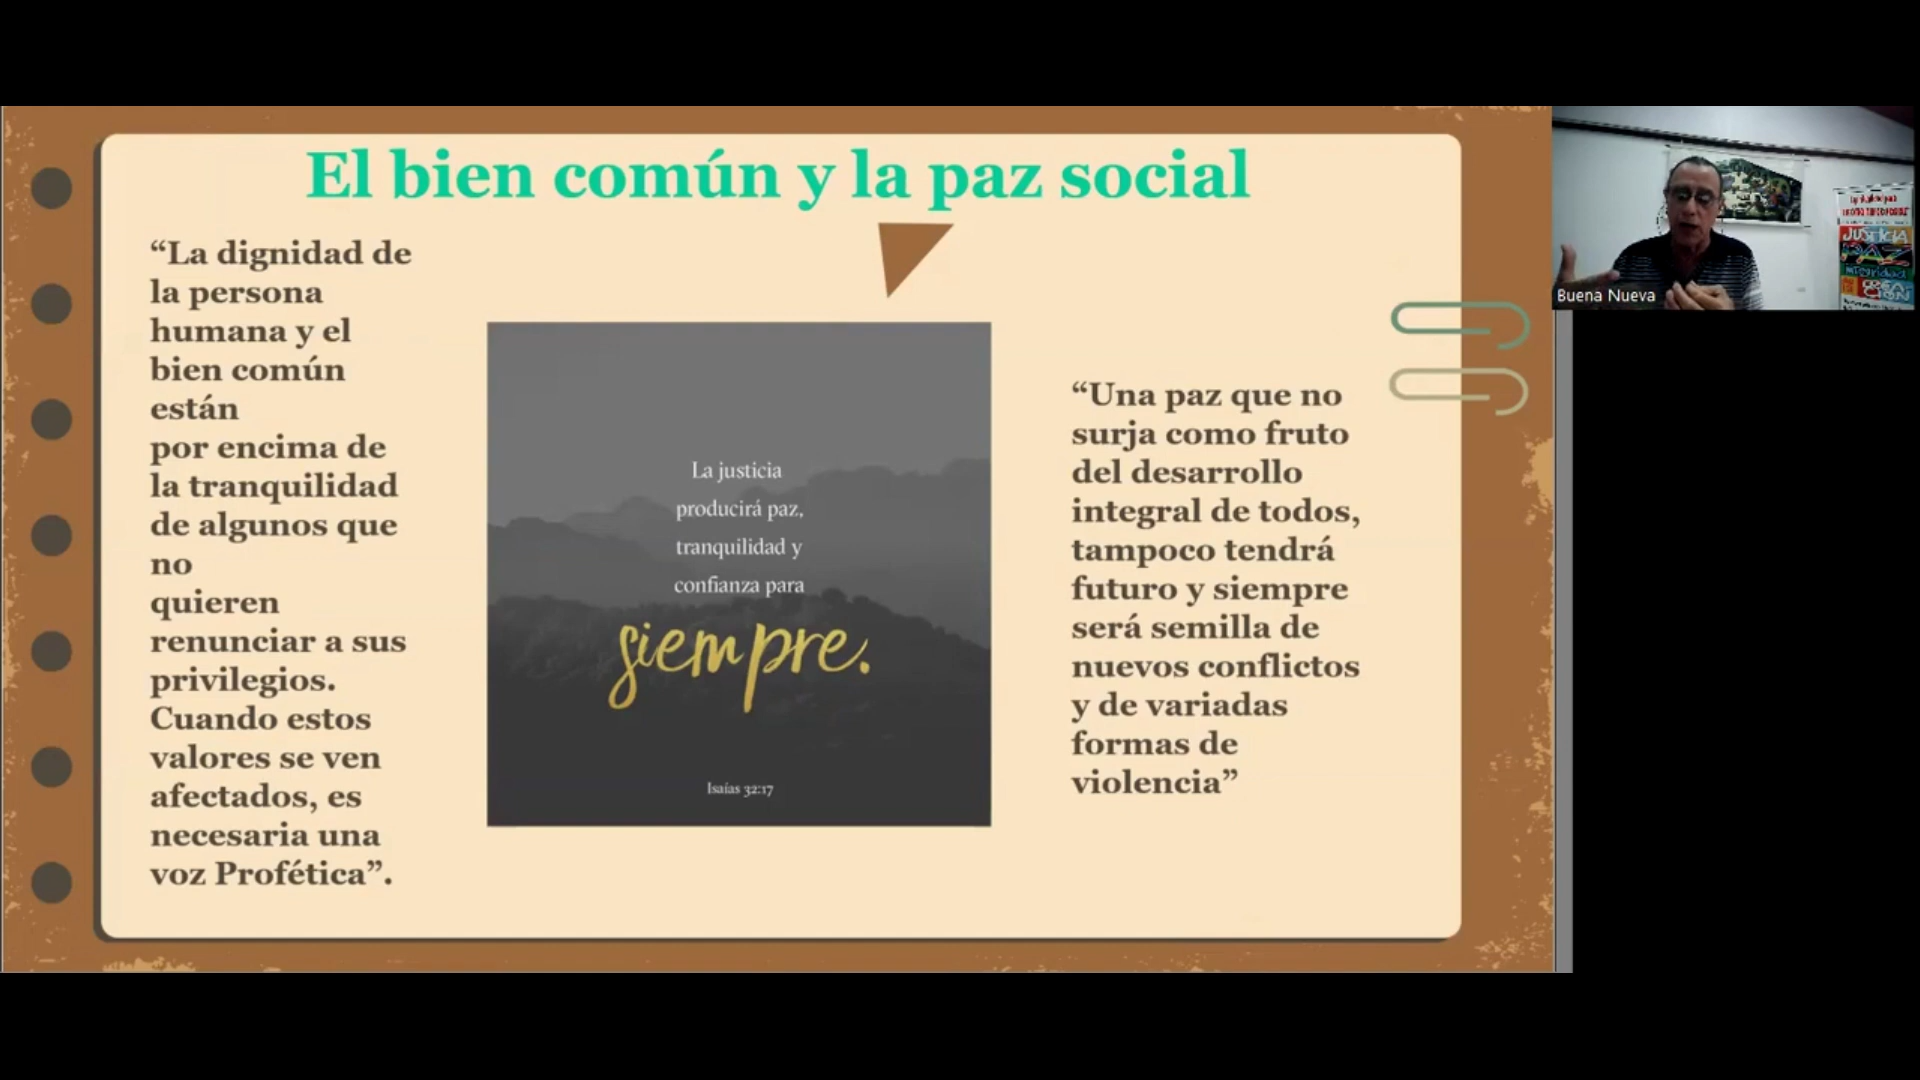 El bien común y la paz social
“La dignidad de
la persona
humana y el
bien común
están
por encima de
la tranquilidad
de algunos que
no
quieren
renunciar a sus
privilegios.
Cuando estos
valores se ven
afectados, es
necesaria una
voz Profética”.
La justicia
producirá paz,
tranquilidad y
confianza para
siempre.
Isaías 32:17
“Una paz que no
surja como fruto
del desarrollo
integral de todos,
tampoco tendrá
futuro y siempre
será semilla de
nuevos conflictos
y de variadas
formas de
violencia”
Buena Nueva
JUSTICIA
PAZ
Integridad
CREA
CIÓN